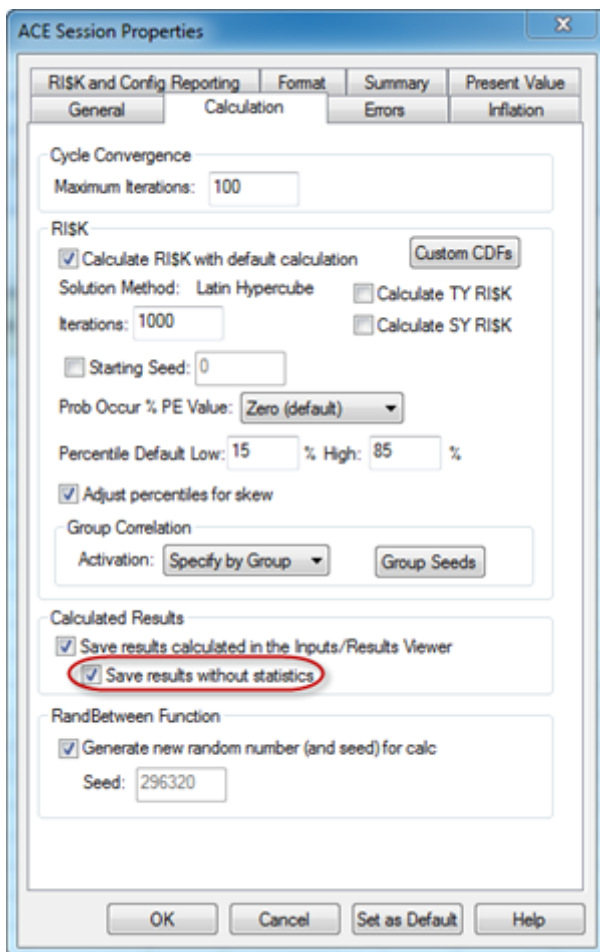 ACE Session Properties
RI$K and Config Reporting Format Summary Present Value
General Calculation Errors Inflation
Cycle Convergence
Maximum Iterations: 100
RI$K
Calculate RI$K with default calculation Custom CDFs
Solution Method: Latin Hypercube Calculate TY RI$K
Iterations: 1000 Calculate SY RI$K
Starting Seed: 0
Prob Occur % PE Value: Zero (default)
Percentile Default Low: 15 % High: 85 %
Adjust percentiles for skew
Group Correlation
Activation: Specify by Group Group Seeds
Calculated Results
Save results calculated in the Inputs/Results Viewer
Save results without statistics
RandBetween Function
Generate new random number (and seed) for calc
Seed: 296320
OK Cancel Set as Default Help